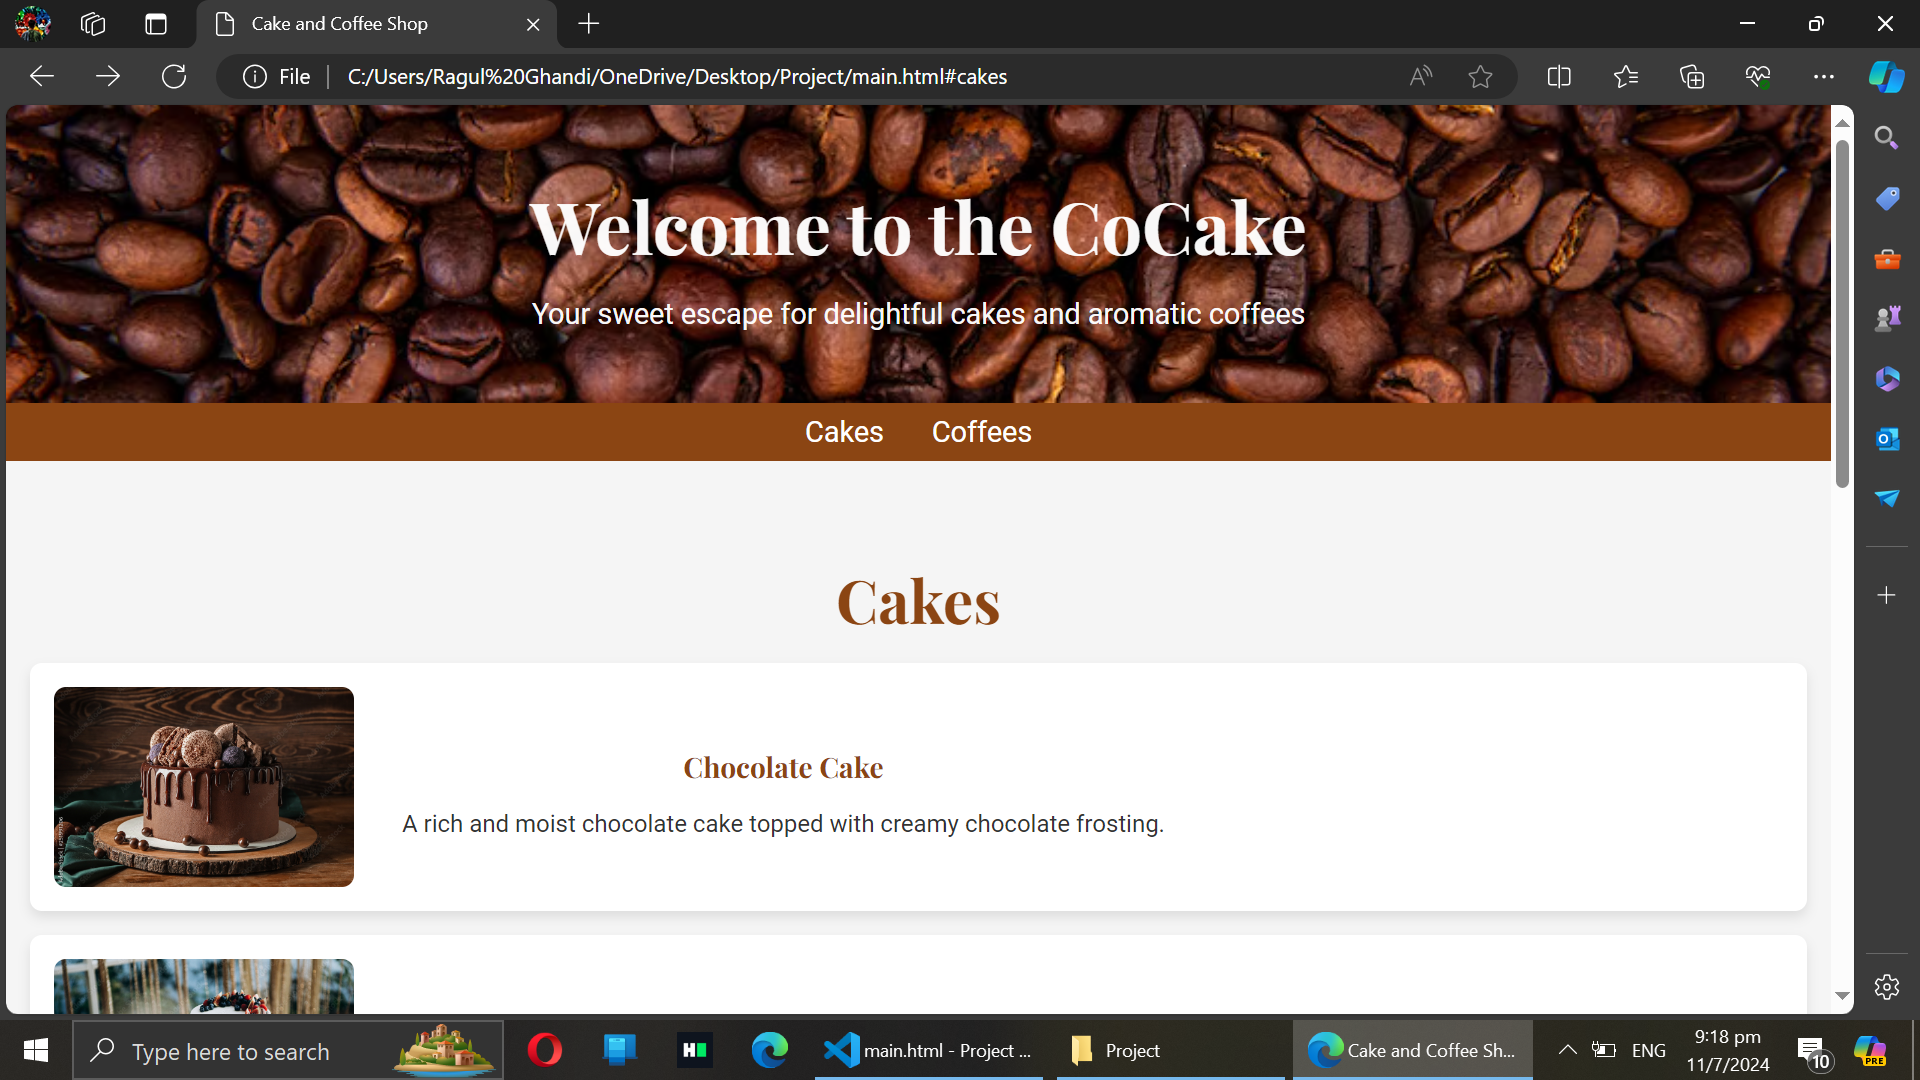 Cake and Coffee Shop
File
C:/Users/Ragul%20Ghandi/OneDrive/Desktop/Project/main.html#cakes
Welcome to the CoCake
Your sweet escape for delightful cakes and aromatic coffees
Cakes Coffees
Cakes
Chocolate Cake
A rich and moist chocolate cake topped with creamy chocolate frosting.
Type here to search
main.html - Project ...
Project
Cake and Coffee Sh...
ENG
9:18 pm
11/7/2024
10
PRE